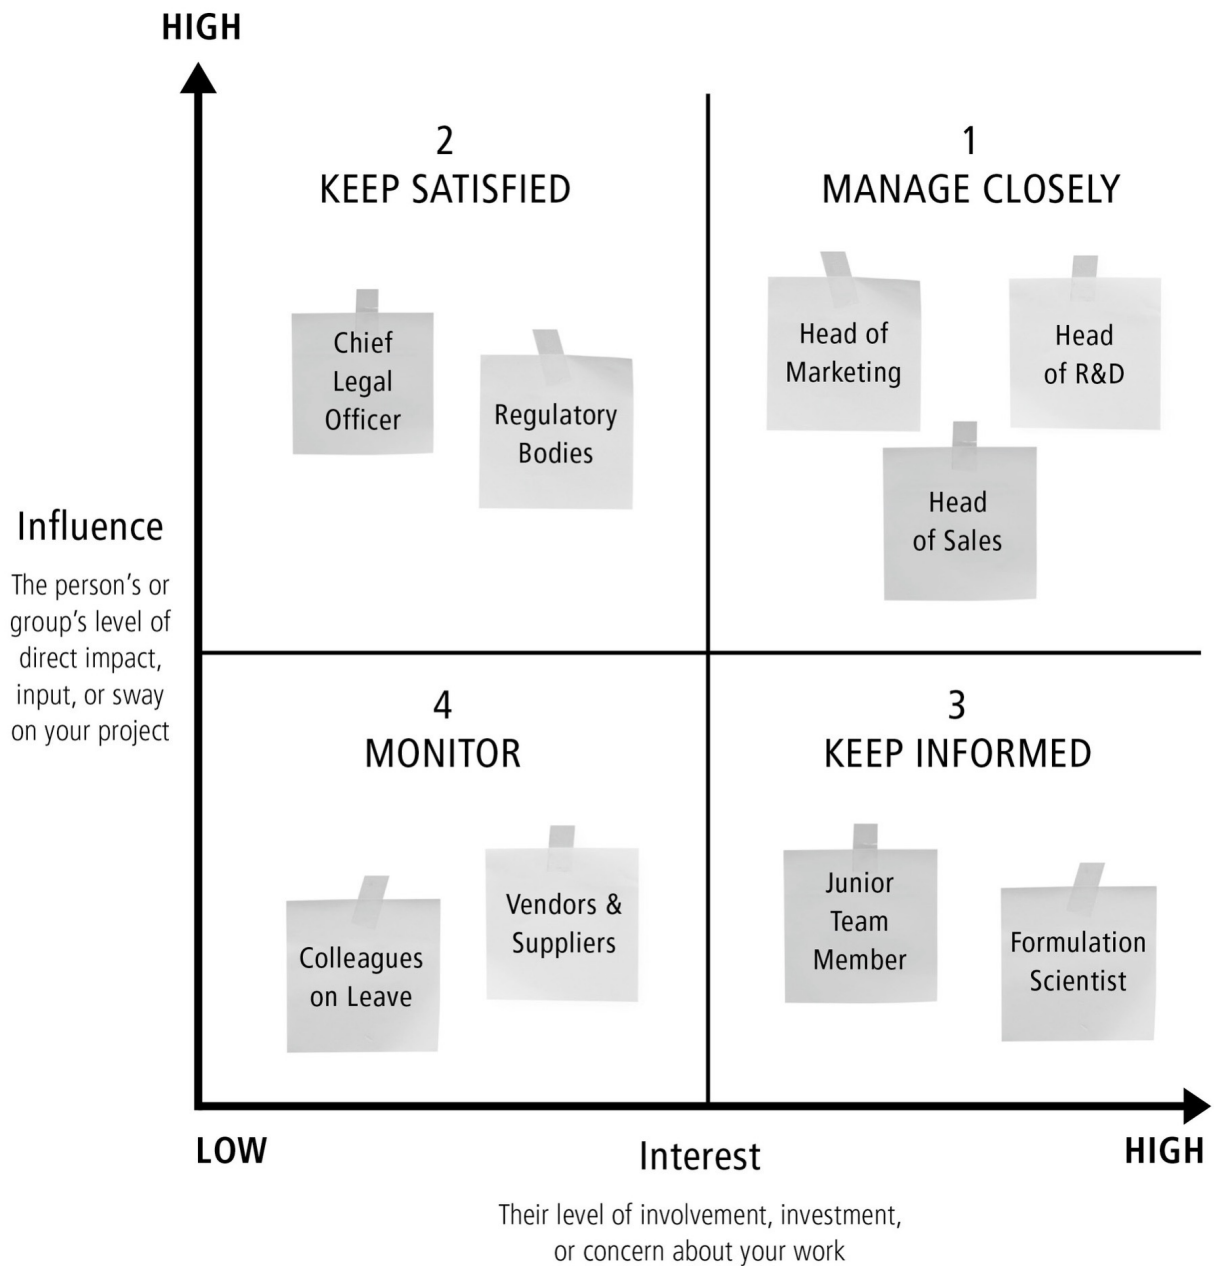 HIGH
2
KEEP SATISFIED
1
MANAGE CLOSELY
Chief
Legal
Officer
Regulatory
Bodies
Head of
Marketing
Head
of R&D
Head
of Sales
Influence
The person’s or
group’s level of
direct impact,
input, or sway
on your project
4
MONITOR
3
KEEP INFORMED
Colleagues
on Leave
Vendors &
Suppliers
Junior
Team
Member
Formulation
Scientist
LOW
Interest
HIGH
Their level of involvement, investment,
or concern about your work